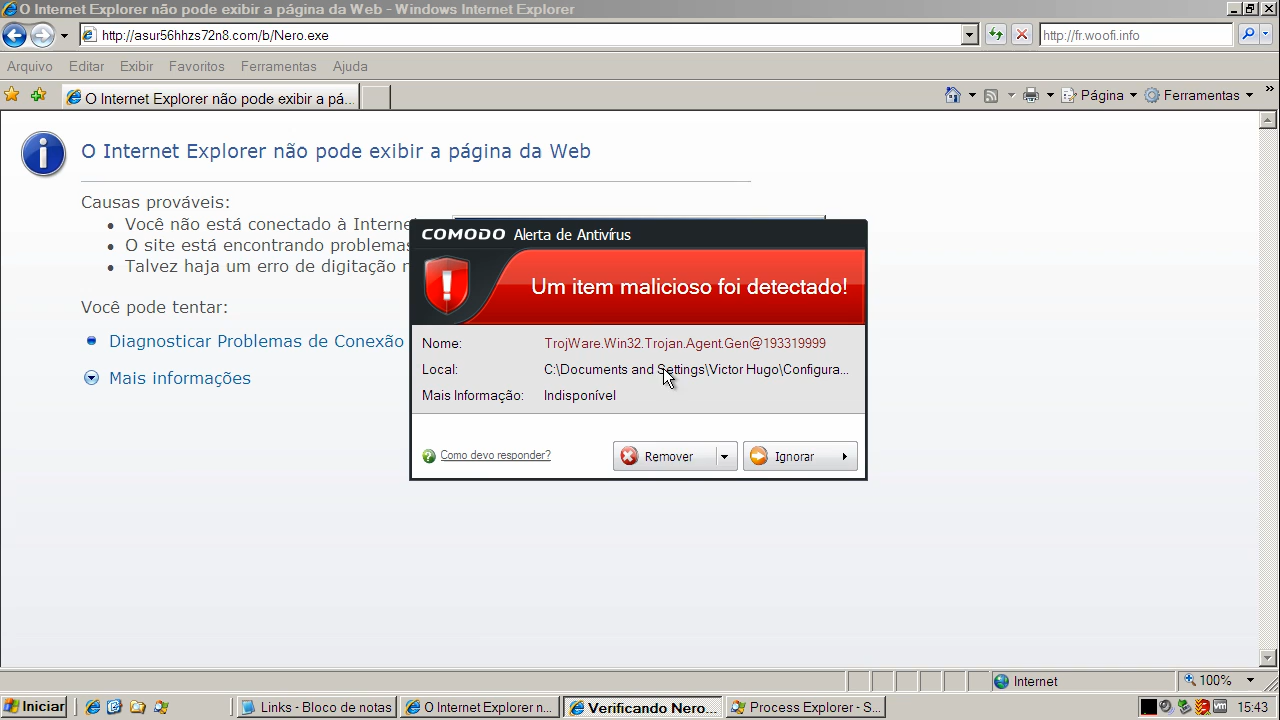 O Internet Explorer não pode exibir a página da Web - Windows Internet Explorer
http://asur56hhzs72n8.com/b/Nero.exe
http://fr.woofi.info
Arquivo Editar Exibir Favoritos Ferramentas Ajuda
O Internet Explorer não pode exibir a pá...
Página Ferramentas
O Internet Explorer não pode exibir a página da Web
Causas prováveis:
Você não está conectado à Interne
O site está encontrando problemas
Talvez haja um erro de digitação
Você pode tentar:
Diagnosticar Problemas de Conexão
Mais informações
COMODO Alerta de Antivírus
Um item malicioso foi detectado!
Nome: TrojWare.Win32.Trojan.Agent.Gen@193319999
Local: C:\Documents and Settings\Victor Hugo\Configura...
Mais Informação: Indisponível
Como devo responder?
Remover
Ignorar
Internet
100%
Iniciar
Links - Bloco de notas
O Internet Explorer n...
Verificando Nero...
Process Explorer - S...
15:43